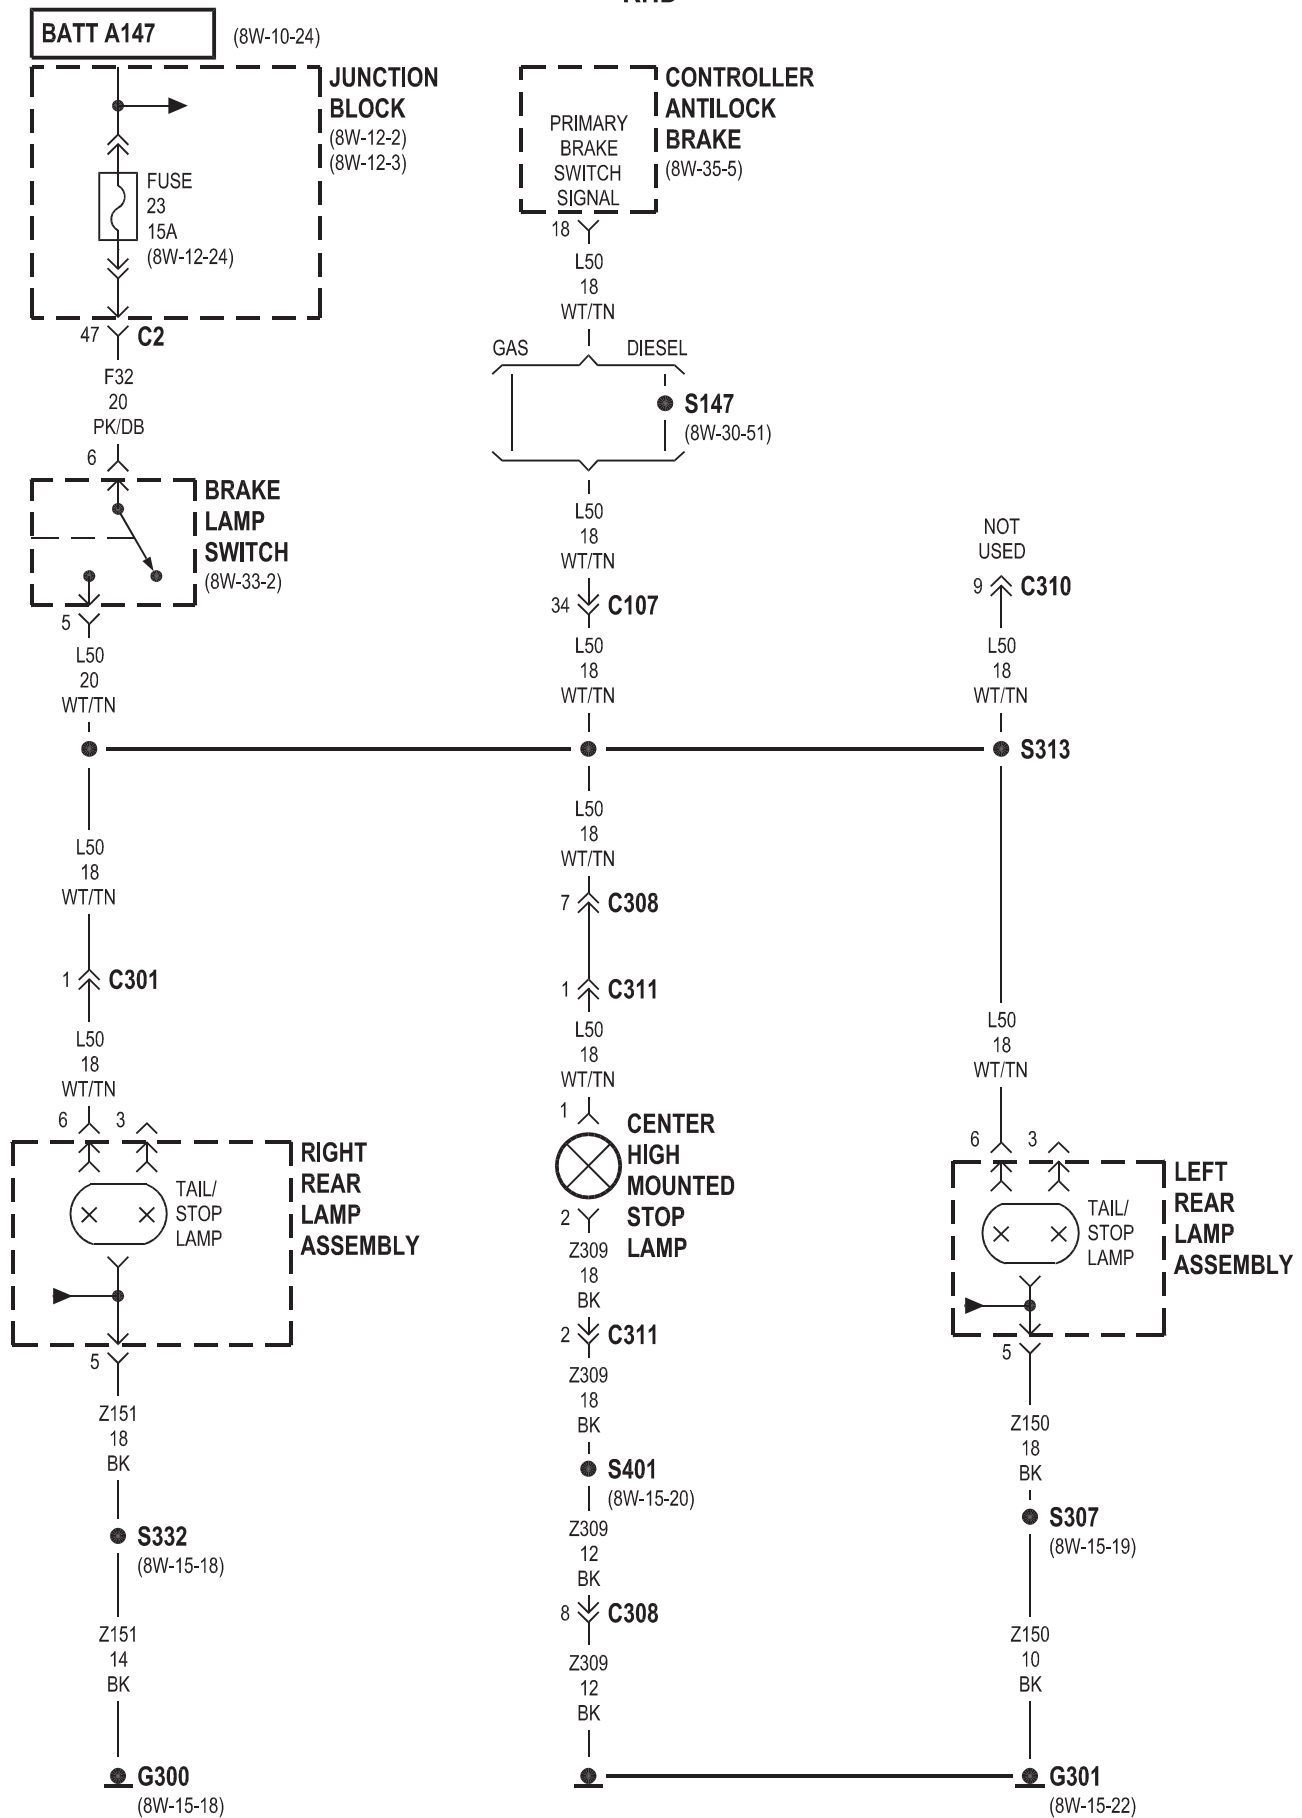 BATT A147
(8W-10-24)
JUNCTION
BLOCK
(8W-12-2)
(8W-12-3)
FUSE
23
15A
(8W-12-24)
47
C2
F32
20
PK/DB
6
BRAKE
LAMP
SWITCH
(8W-33-2)
5
L50
20
WT/TN
L50
18
WT/TN
1
C301
L50
18
WT/TN
6
3
RIGHT
REAR
LAMP
ASSEMBLY
TAIL/
STOP
LAMP
5
Z151
18
BK
S332
(8W-15-18)
Z151
14
BK
G300
(8W-15-18)
CONTROLLER
ANTILOCK
BRAKE
(8W-35-5)
PRIMARY
BRAKE
SWITCH
SIGNAL
18
L50
18
WT/TN
GAS
DIESEL
S147
(8W-30-51)
L50
18
WT/TN
34
C107
L50
18
WT/TN
L50
18
WT/TN
7
C308
1
C311
L50
18
WT/TN
1
CENTER
HIGH
MOUNTED
STOP
LAMP
2
Z309
18
BK
2
C311
Z309
18
BK
S401
(8W-15-20)
Z309
12
BK
8
C308
Z309
12
BK
NOT
USED
9
C310
L50
18
WT/TN
S313
L50
18
WT/TN
6
3
LEFT
REAR
LAMP
ASSEMBLY
TAIL/
STOP
LAMP
5
Z150
18
BK
S307
(8W-15-19)
Z150
10
BK
G301
(8W-15-22)